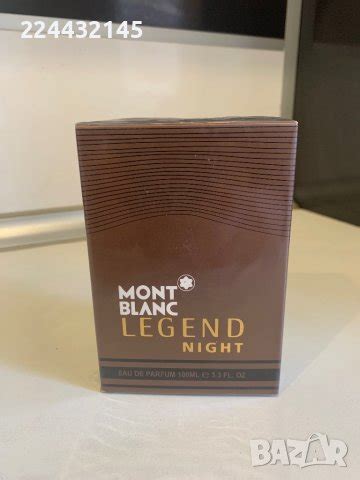 224432145
MONT
BLANC
LEGEND
NIGHT
EAU DE PARFUM 100ML ℮ 3.3 FL. OZ
BAZAR